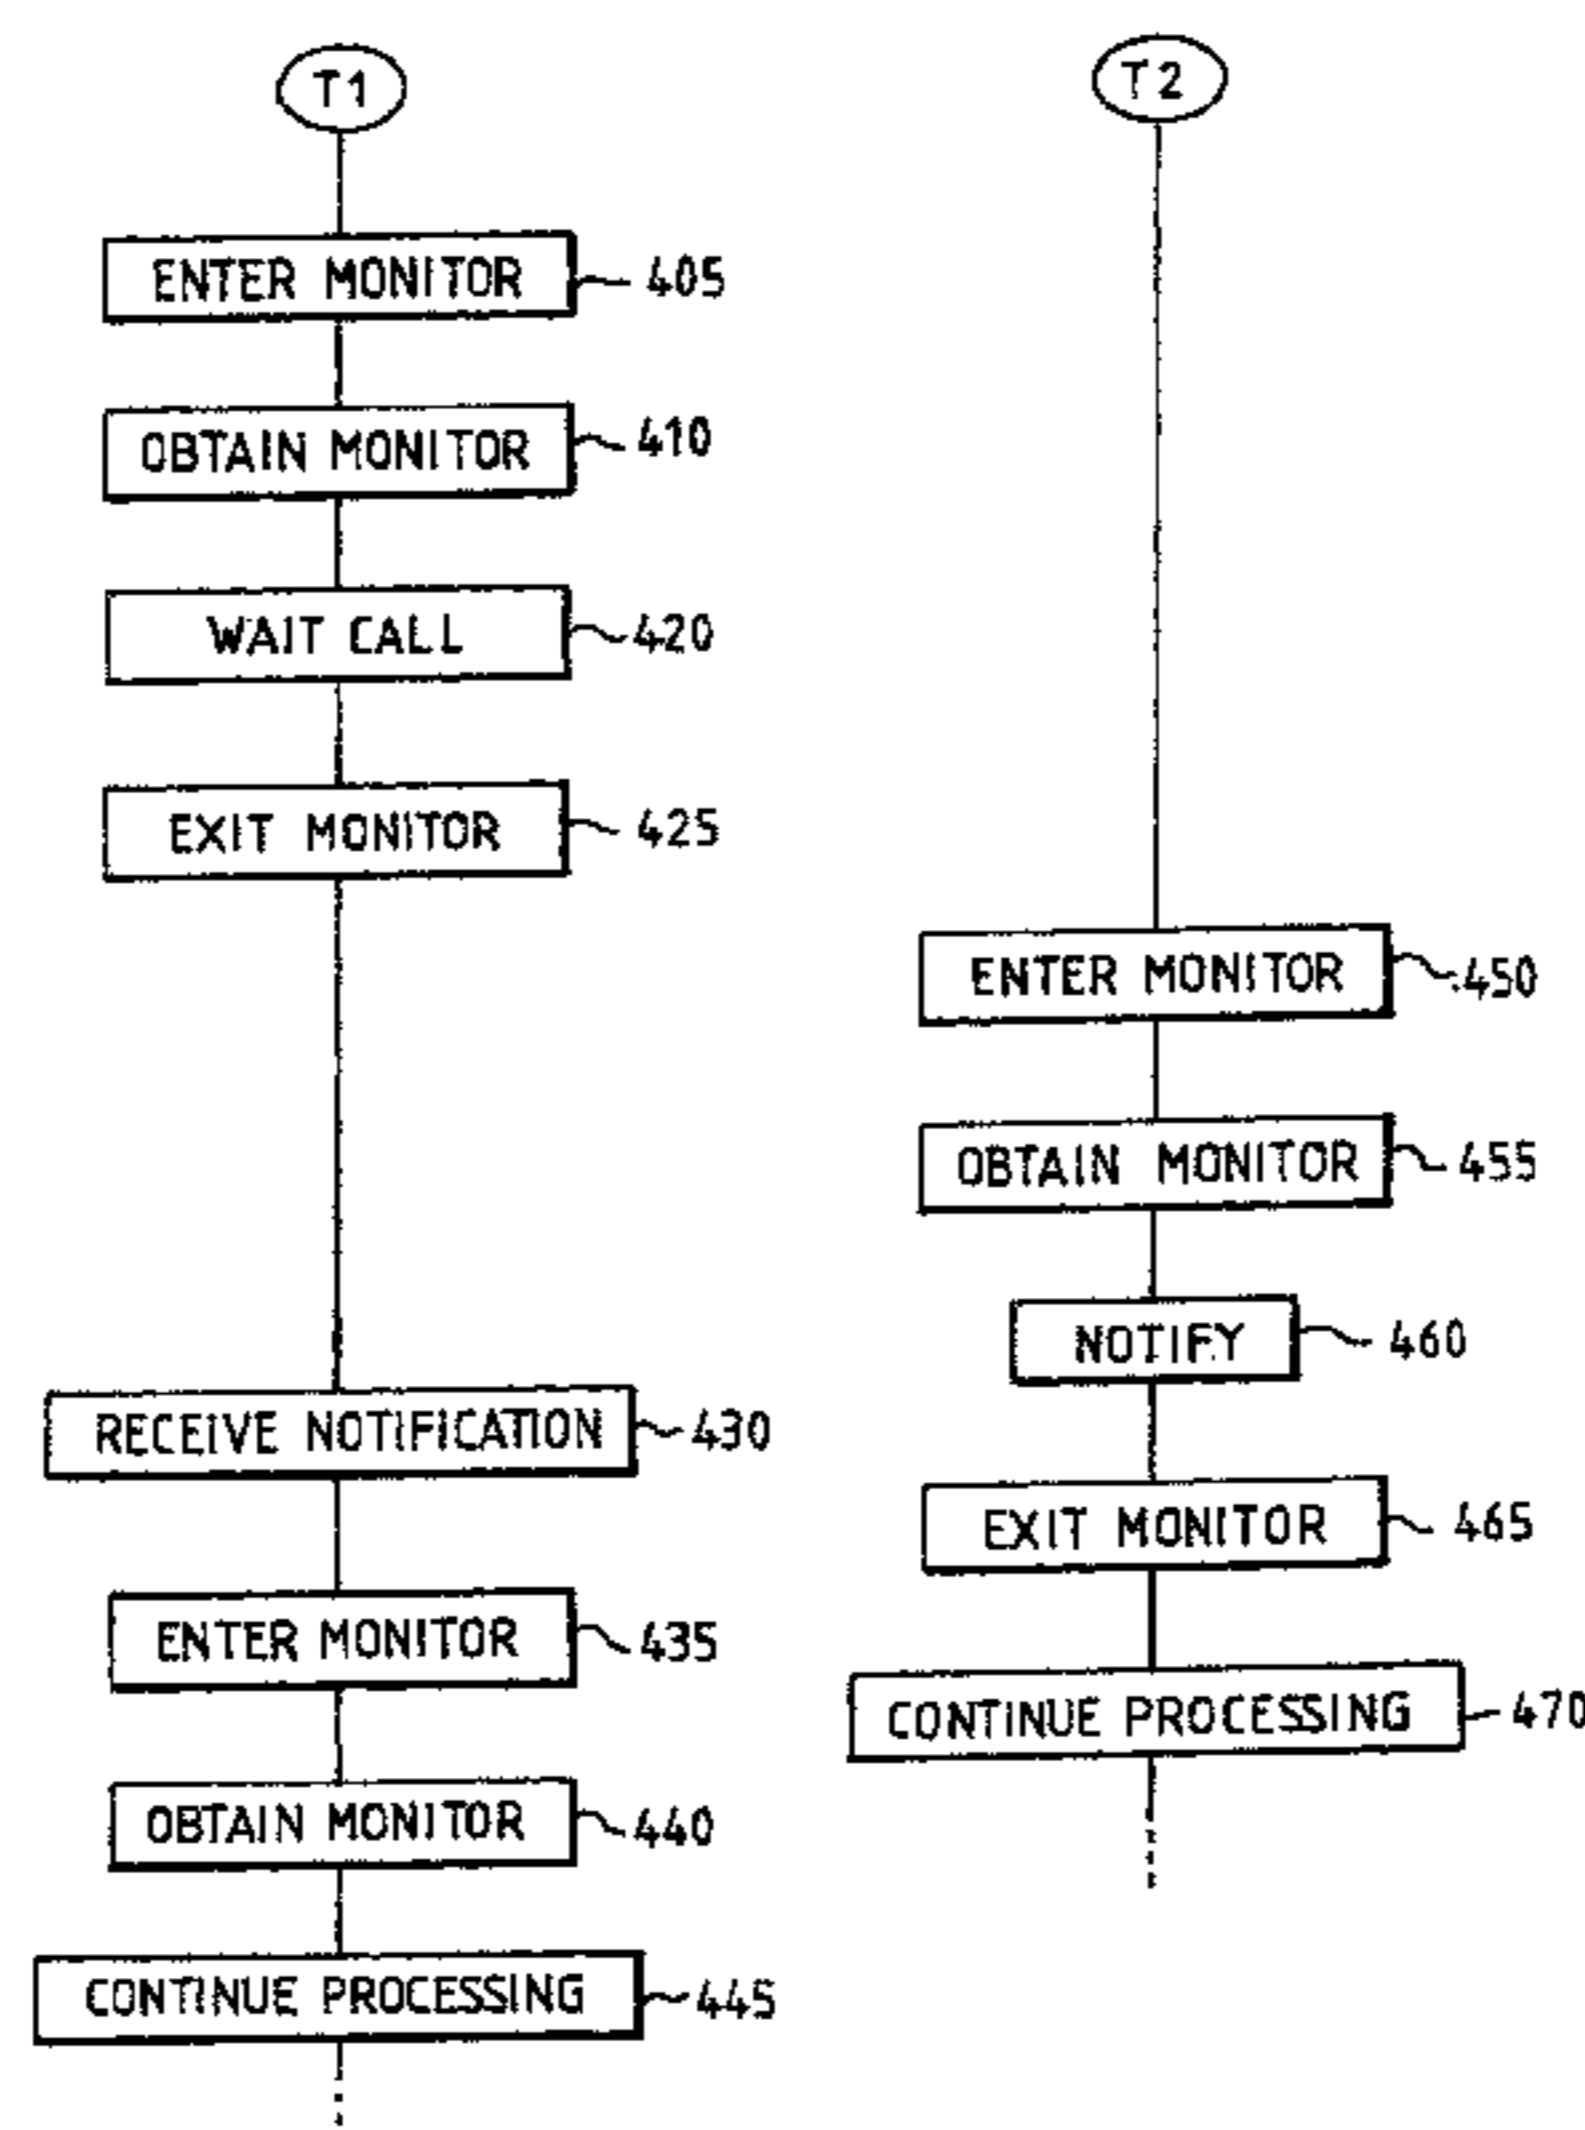 T1
ENTER MONITOR 405
OBTAIN MONITOR 410
WAIT CALL 420
EXIT MONITOR 425
RECEIVE NOTIFICATION 430
ENTER MONITOR 435
OBTAIN MONITOR 440
CONTINUE PROCESSING 445
T2
ENTER MONITOR 450
OBTAIN MONITOR 455
NOTIFY 460
EXIT MONITOR 465
CONTINUE PROCESSING 470